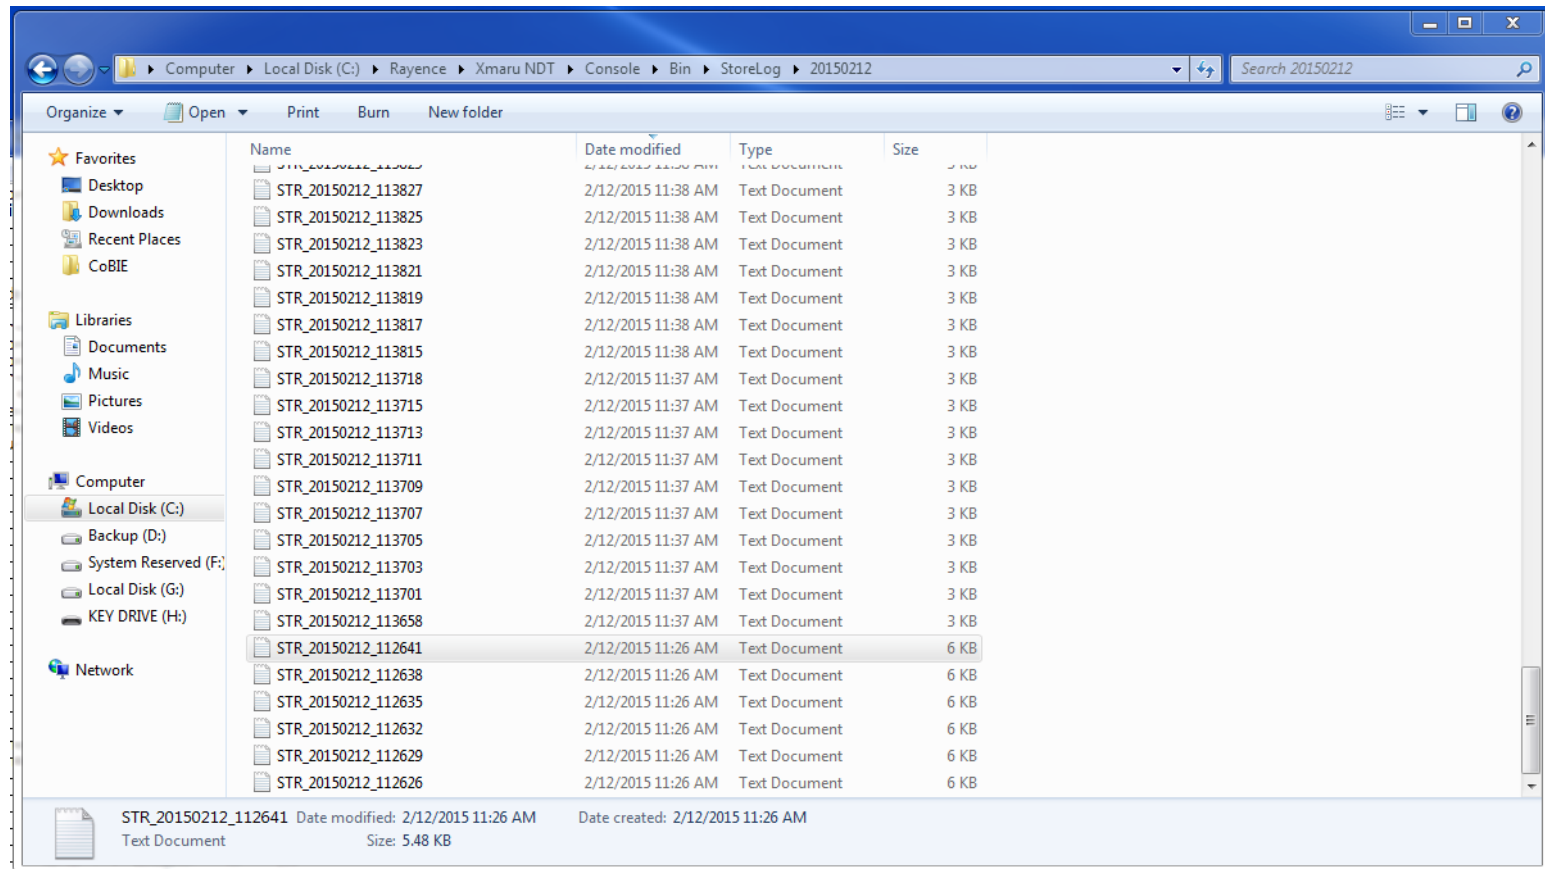 Computer Local Disk (C:) Rayence Xmaru NDT Console Bin StoreLog 20150212 Search 20150212
Organize Open Print Burn New folder
Name Date modified Type Size
Favorites
Desktop
Downloads
Recent Places
CoBIE
Libraries
Documents
Music
Pictures
Videos
Computer
Local Disk (C:)
Backup (D:)
System Reserved (F:)
Local Disk (G:)
KEY DRIVE (H:)
Network
STR_20150212_113827 2/12/2015 11:38 AM Text Document 3 KB
STR_20150212_113825 2/12/2015 11:38 AM Text Document 3 KB
STR_20150212_113823 2/12/2015 11:38 AM Text Document 3 KB
STR_20150212_113821 2/12/2015 11:38 AM Text Document 3 KB
STR_20150212_113819 2/12/2015 11:38 AM Text Document 3 KB
STR_20150212_113817 2/12/2015 11:38 AM Text Document 3 KB
STR_20150212_113815 2/12/2015 11:38 AM Text Document 3 KB
STR_20150212_113718 2/12/2015 11:37 AM Text Document 3 KB
STR_20150212_113715 2/12/2015 11:37 AM Text Document 3 KB
STR_20150212_113713 2/12/2015 11:37 AM Text Document 3 KB
STR_20150212_113711 2/12/2015 11:37 AM Text Document 3 KB
STR_20150212_113709 2/12/2015 11:37 AM Text Document 3 KB
STR_20150212_113707 2/12/2015 11:37 AM Text Document 3 KB
STR_20150212_113705 2/12/2015 11:37 AM Text Document 3 KB
STR_20150212_113703 2/12/2015 11:37 AM Text Document 3 KB
STR_20150212_113701 2/12/2015 11:37 AM Text Document 3 KB
STR_20150212_113658 2/12/2015 11:37 AM Text Document 3 KB
STR_20150212_112641 2/12/2015 11:26 AM Text Document 6 KB
STR_20150212_112638 2/12/2015 11:26 AM Text Document 6 KB
STR_20150212_112635 2/12/2015 11:26 AM Text Document 6 KB
STR_20150212_112632 2/12/2015 11:26 AM Text Document 6 KB
STR_20150212_112629 2/12/2015 11:26 AM Text Document 6 KB
STR_20150212_112626 2/12/2015 11:26 AM Text Document 6 KB
STR_20150212_112641 Date modified: 2/12/2015 11:26 AM Date created: 2/12/2015 11:26 AM
Text Document Size: 5.48 KB